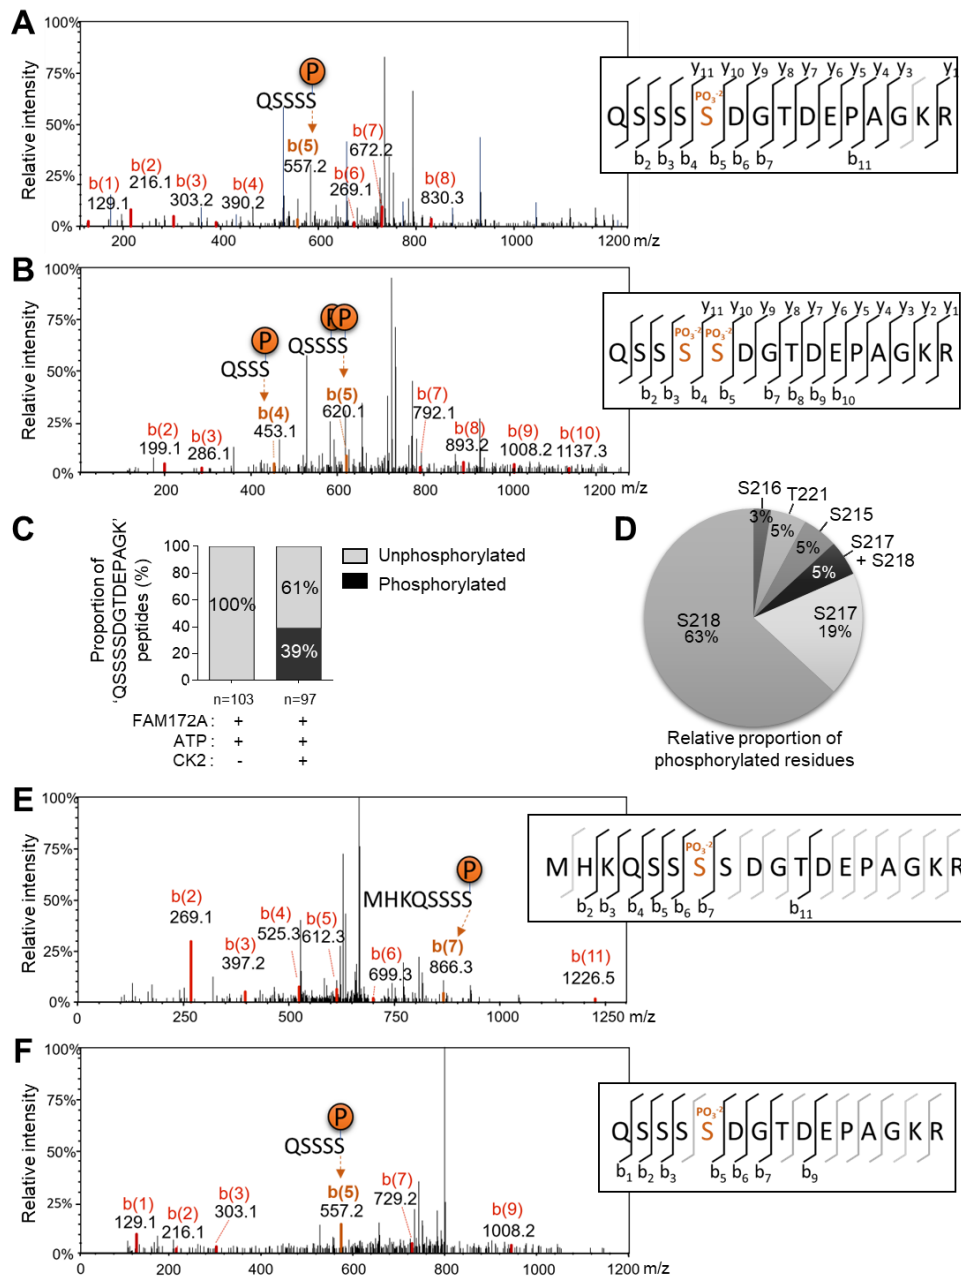 A
100%
75%
50%
25%
0%
Relative intensity
P
QSSSS
b(5)
557.2
b(1)
129.1
b(2)
216.1
b(3)
303.2
b(4)
390.2
b(6)
269.1
b(7)
672.2
b(8)
830.3
200 400 600 800 1000 1200 m/z
y11 y10 y9 y8 y7 y6 y5 y4 y3 y1
PO3-2
QSSSSDGTDEPAGKR
b2 b3 b4 b5 b6 b7 b11
B
100%
75%
50%
25%
0%
Relative intensity
P
QSSS
P P
QSSSS
b(2)
199.1
b(3)
286.1
b(4)
453.1
b(5)
620.1
b(7)
792.1
b(8)
893.2
b(9)
1008.2
b(10)
1137.3
200 400 600 800 1000 1200 m/z
y11 y10 y9 y8 y7 y6 y5 y4 y3 y2 y1
PO3-2 PO3-2
QSSSSDGTDEPAGKR
b2 b3 b4 b5 b7 b8 b9 b10
C
Proportion of
'QSSSSDGTDEPAGK'
peptides (%)
100
80
60
40
20
0
100%
61%
39%
Unphosphorylated
Phosphorylated
n=103 n=97
FAM172A : + +
ATP : + +
CK2 : - +
D
S216
3%
T221
5%
S215
5%
S217
+ S218
5%
S217
19%
S218
63%
Relative proportion of
phosphorylated residues
E
100%
75%
50%
25%
0%
Relative intensity
P
MHKQSSSS
b(2)
269.1
b(3)
397.2
b(4)
525.3
b(5)
612.3
b(6)
699.3
b(7)
866.3
b(11)
1226.5
0 250 500 750 1000 1250 m/z
PO3-2
MHKQSSSSDGTDEPAGKR
b2 b3 b4 b5 b6 b7 b11
F
100%
75%
50%
25%
0%
Relative intensity
P
QSSSS
b(1)
129.1
b(2)
216.1
b(3)
303.1
b(5)
557.2
b(7)
729.2
b(9)
1008.2
0 200 400 600 800 1000 1200 m/z
PO3-2
QSSSSDGTDEPAGKR
b1 b2 b3 b5 b6 b7 b9